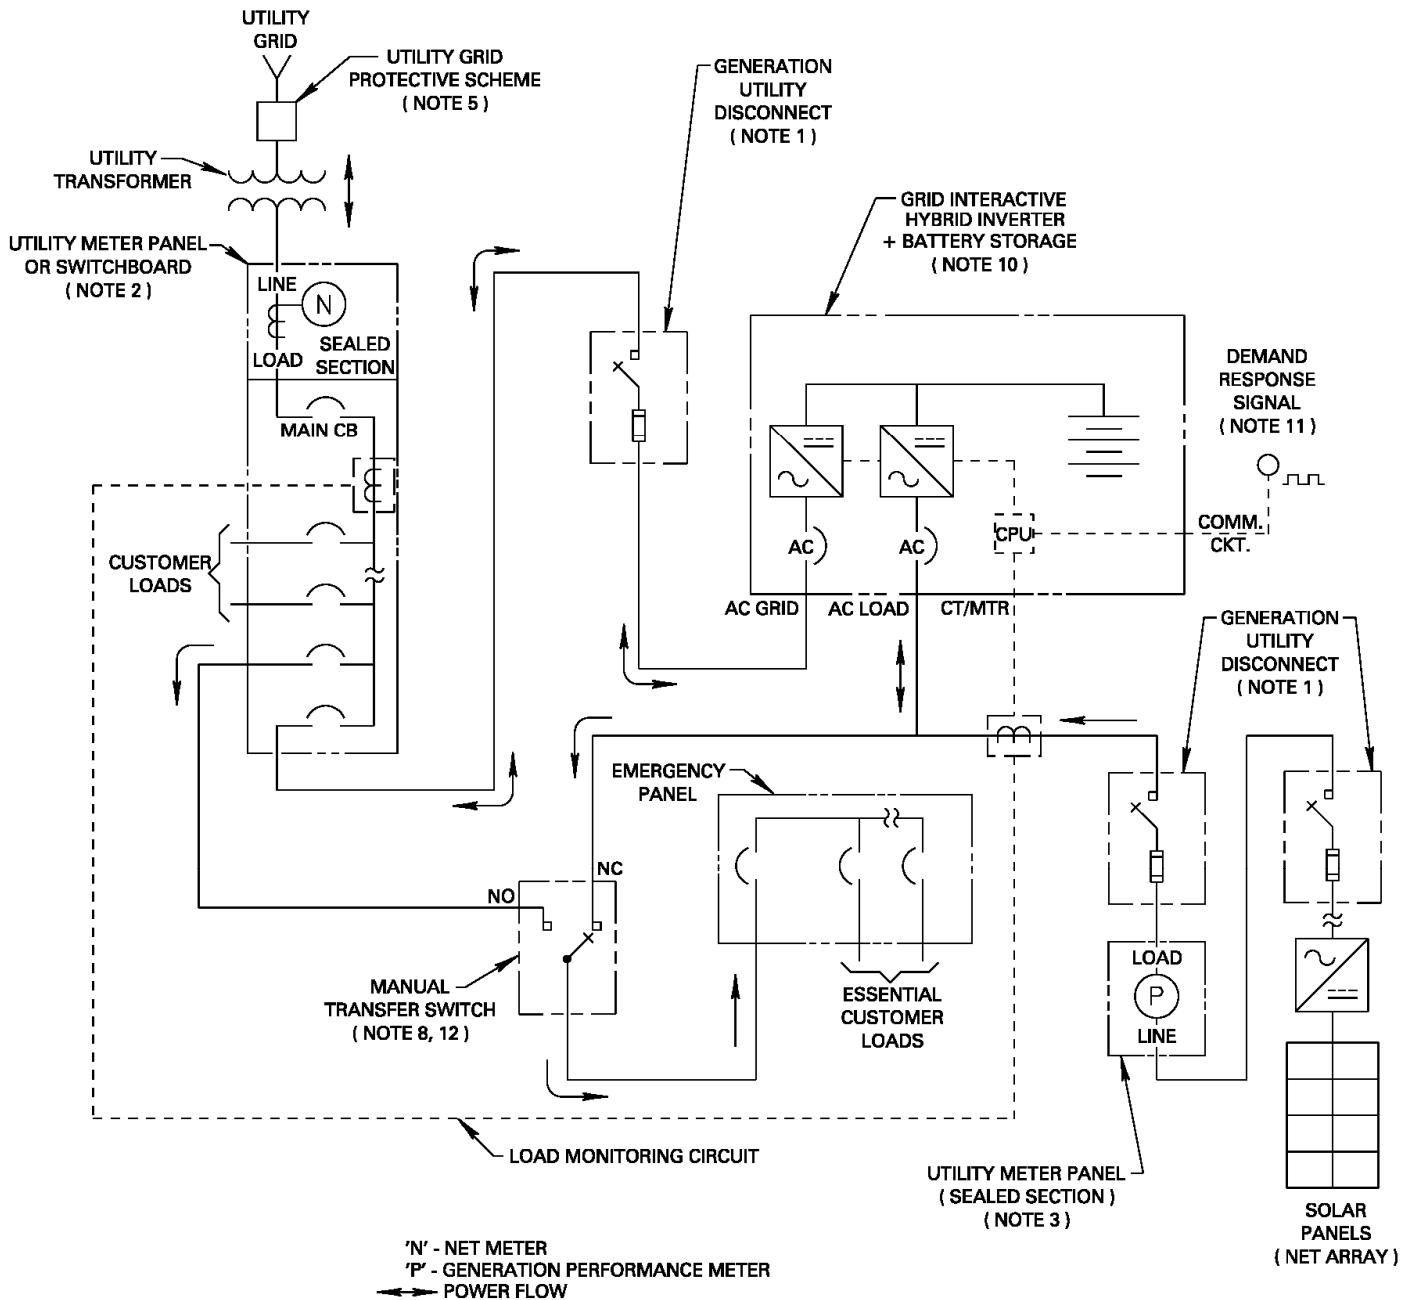 UTILITY
GRID
UTILITY GRID
PROTECTIVE SCHEME
( NOTE 5 )
UTILITY
TRANSFORMER
UTILITY METER PANEL
OR SWITCHBOARD
( NOTE 2 )
LINE
N
LOAD
SEALED
SECTION
MAIN CB
CUSTOMER
LOADS
GENERATION
UTILITY
DISCONNECT
( NOTE 1 )
GRID INTERACTIVE
HYBRID INVERTER
+ BATTERY STORAGE
( NOTE 10 )
DEMAND
RESPONSE
SIGNAL
( NOTE 11 )
COMM.
CKT.
CPU
AC
AC
AC GRID
AC LOAD
CT/MTR
GENERATION
UTILITY
DISCONNECT
( NOTE 1 )
EMERGENCY
PANEL
NC
NO
MANUAL
TRANSFER SWITCH
( NOTE 8, 12 )
ESSENTIAL
CUSTOMER
LOADS
LOAD
P
LINE
LOAD MONITORING CIRCUIT
UTILITY METER PANEL
( SEALED SECTION )
( NOTE 3 )
SOLAR
PANELS
( NET ARRAY )
'N' - NET METER
'P' - GENERATION PERFORMANCE METER
POWER FLOW